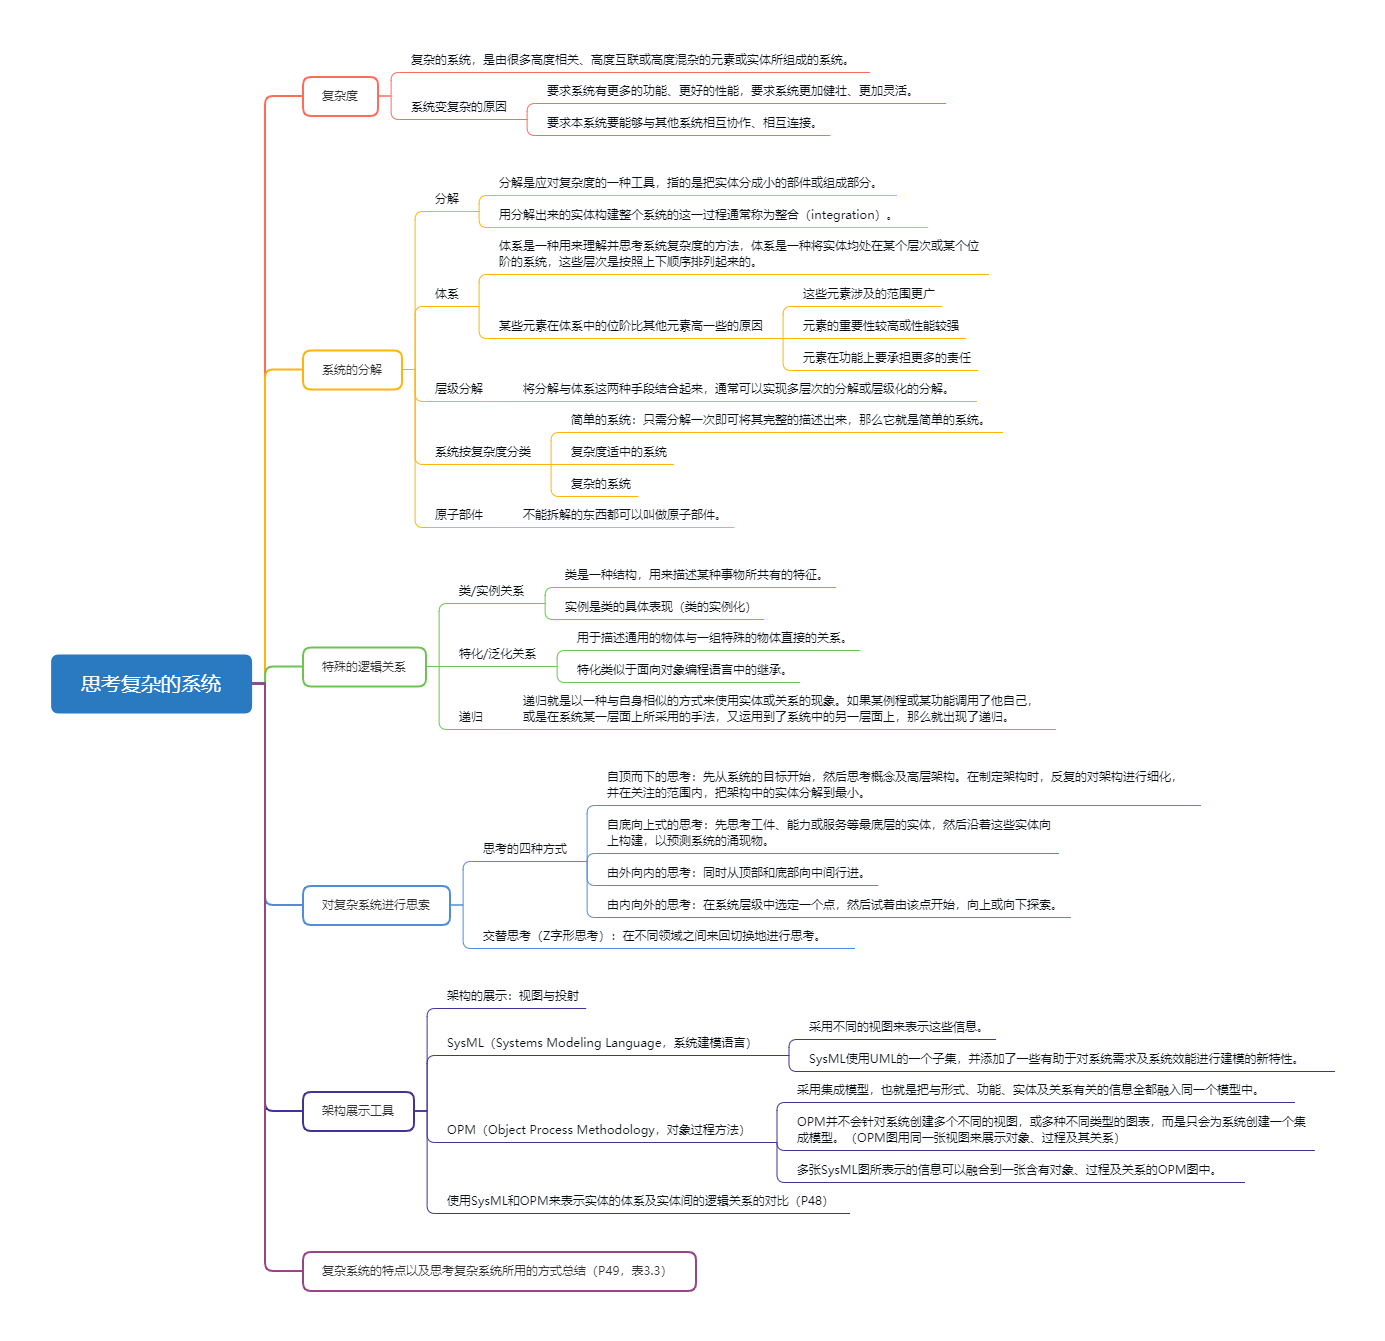 复杂的系统，是由很多高度相关、高度互联或高度混杂的元素或实体所组成的系统。
复杂度
要求系统有更多的功能、更好的性能，要求系统更加健壮、更加灵活。
系统变复杂的原因
要求本系统要能够与其他系统相互协作、相互连接。
分解是应对复杂度的一种工具，指的是把实体分成小的部件或组成部分。
分解
用分解出来的实体构建整个系统的这一过程通常称为整合（integration）。
体系是一种用来理解并思考系统复杂度的方法，体系是一种将实体均处在某个层次或某个位
阶的系统，这些层次是按照上下顺序排列起来的。
体系
这些元素涉及的范围更广
某些元素在体系中的位阶比其他元素高一些的原因
元素的重要性较高或性能较强
元素在功能上要承担更多的责任
系统的分解
层级分解
将分解与体系这两种手段结合起来，通常可以实现多层次的分解或层级化的分解。
简单的系统：只需分解一次即可将其完整的描述出来，那么它就是简单的系统。
系统按复杂度分类
复杂度适中的系统
复杂的系统
原子部件
不能拆解的东西都可以叫做原子部件。
类是一种结构，用来描述某种事物所共有的特征。
类/实例关系
实例是类的具体表现（类的实例化）
用于描述通用的物体与一组特殊的物体直接的关系。
特殊的逻辑关系
特化/泛化关系
特化类似于面向对象编程语言中的继承。
思考复杂的系统
递归就是以一种与自身相似的方式来使用实体或关系的现象。如果某例程或某功能调用了他自己，
或是在系统某一层面上所采用的手法，又运用到了系统中的另一层面上，那么就出现了递归。
递归
自顶而下的思考：先从系统的目标开始，然后思考概念及高层架构。在制定架构时，反复的对架构进行细化，
并在关注的范围内，把架构中的实体分解到最小。
自底向上式的思考：先思考工件、能力或服务等最底层的实体，然后沿着这些实体向
上构建，以预测系统的涌现物。
思考的四种方式
由外向内的思考：同时从顶部和底部向中间行进。
对复杂系统进行思索
由内向外的思考：在系统层级中选定一个点，然后试着由该点开始，向上或向下探索。
交替思考（Z字形思考）：在不同领域之间来回切换地进行思考。
架构的展示：视图与投射
采用不同的视图来表示这些信息。
SysML（Systems Modeling Language，系统建模语言）
SysML使用UML的一个子集，并添加了一些有助于对系统需求及系统效能进行建模的新特性。
采用集成模型，也就是把与形式、功能、实体及关系有关的信息全都融入同一个模型中。
架构展示工具
OPM并不会针对系统创建多个不同的视图，或多种不同类型的图表，而是只会为系统创建一个集
成模型。（OPM图用同一张视图来展示对象、过程及其关系）
OPM（Object Process Methodology，对象过程方法）
多张SysML图所表示的信息可以融合到一张含有对象、过程及关系的OPM图中。
使用SysML和OPM来表示实体的体系及实体间的逻辑关系的对比（P48）
复杂系统的特点以及思考复杂系统所用的方式总结（P49，表3.3）